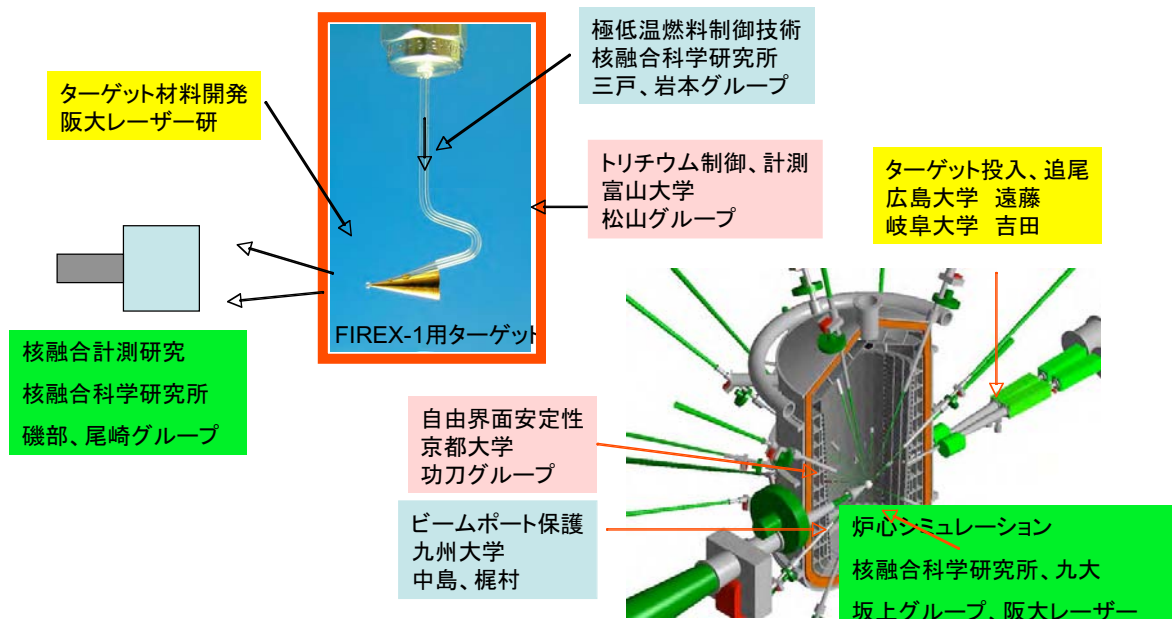 極低温燃料制御技術
核融合科学研究所
三戸、岩本グループ
ターゲット材料開発
阪大レーザー研
トリチウム制御、計測
富山大学
松山グループ
ターゲット投入、追尾
広島大学　遠藤
岐阜大学　吉田
FIREX-1用ターゲット
核融合計測研究
核融合科学研究所
磯部、尾崎グループ
自由界面安定性
京都大学
功刀グループ
ビームポート保護
九州大学
中島、梶村
炉心シミュレーション
核融合科学研究所、九大
坂上グループ、阪大レーザー